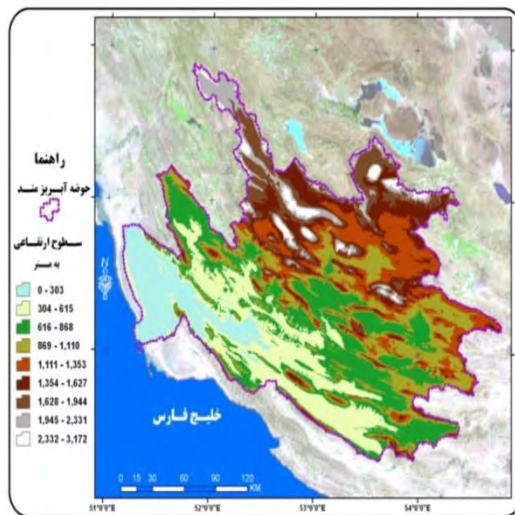 راهنما
حوضه آبریز مند
سطوح ارتفاعی
به متر
0 - 303
304 - 615
616 - 868
869 - 1,110
1,111 - 1,353
1,354 - 1,627
1,628 - 1,944
1,945 - 2,331
2,332 - 3,172
N
خلیج فارس
0 15 30 60 90 120
KM
51°0'0"E 52°0'0"E 53°0'0"E 54°0'0"E